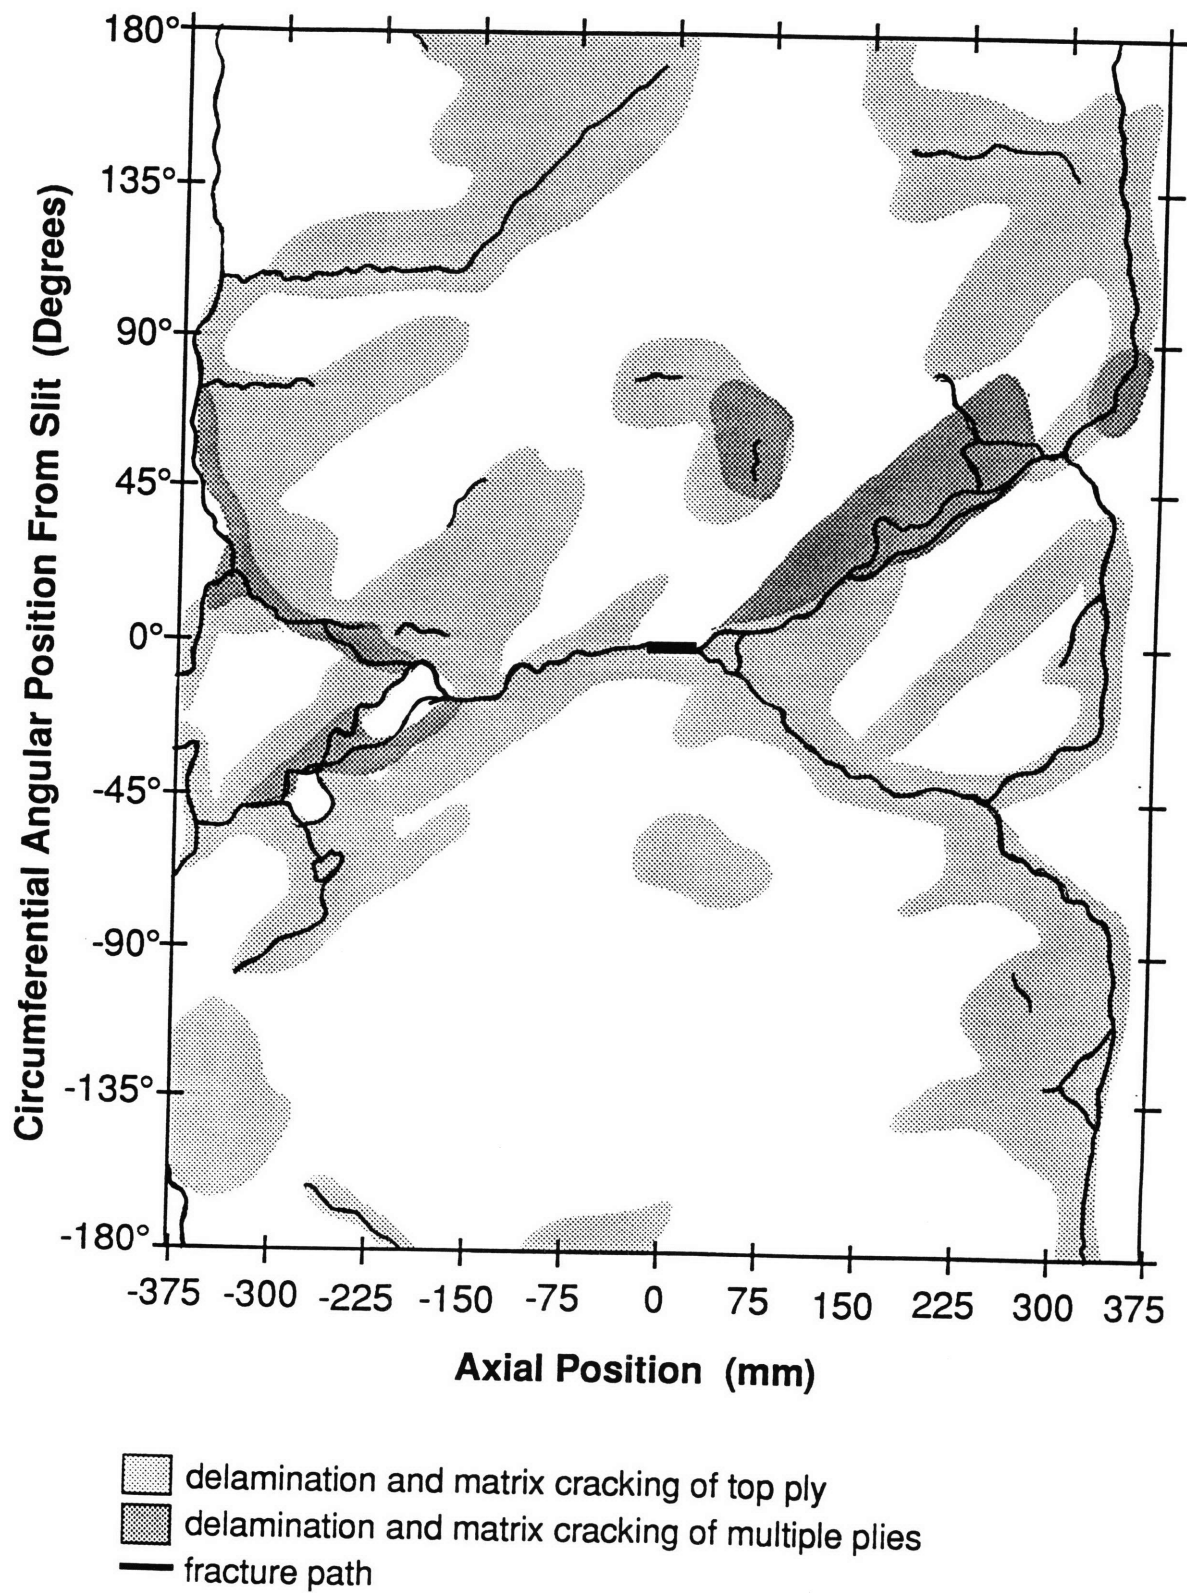 180°
135°
90°
45°
0°
-45°
-90°
-135°
-180°
Circumferential Angular Position From Slit (Degrees)
-375 -300 -225 -150 -75 0 75 150 225 300 375
Axial Position (mm)
delamination and matrix cracking of top ply
delamination and matrix cracking of multiple plies
fracture path